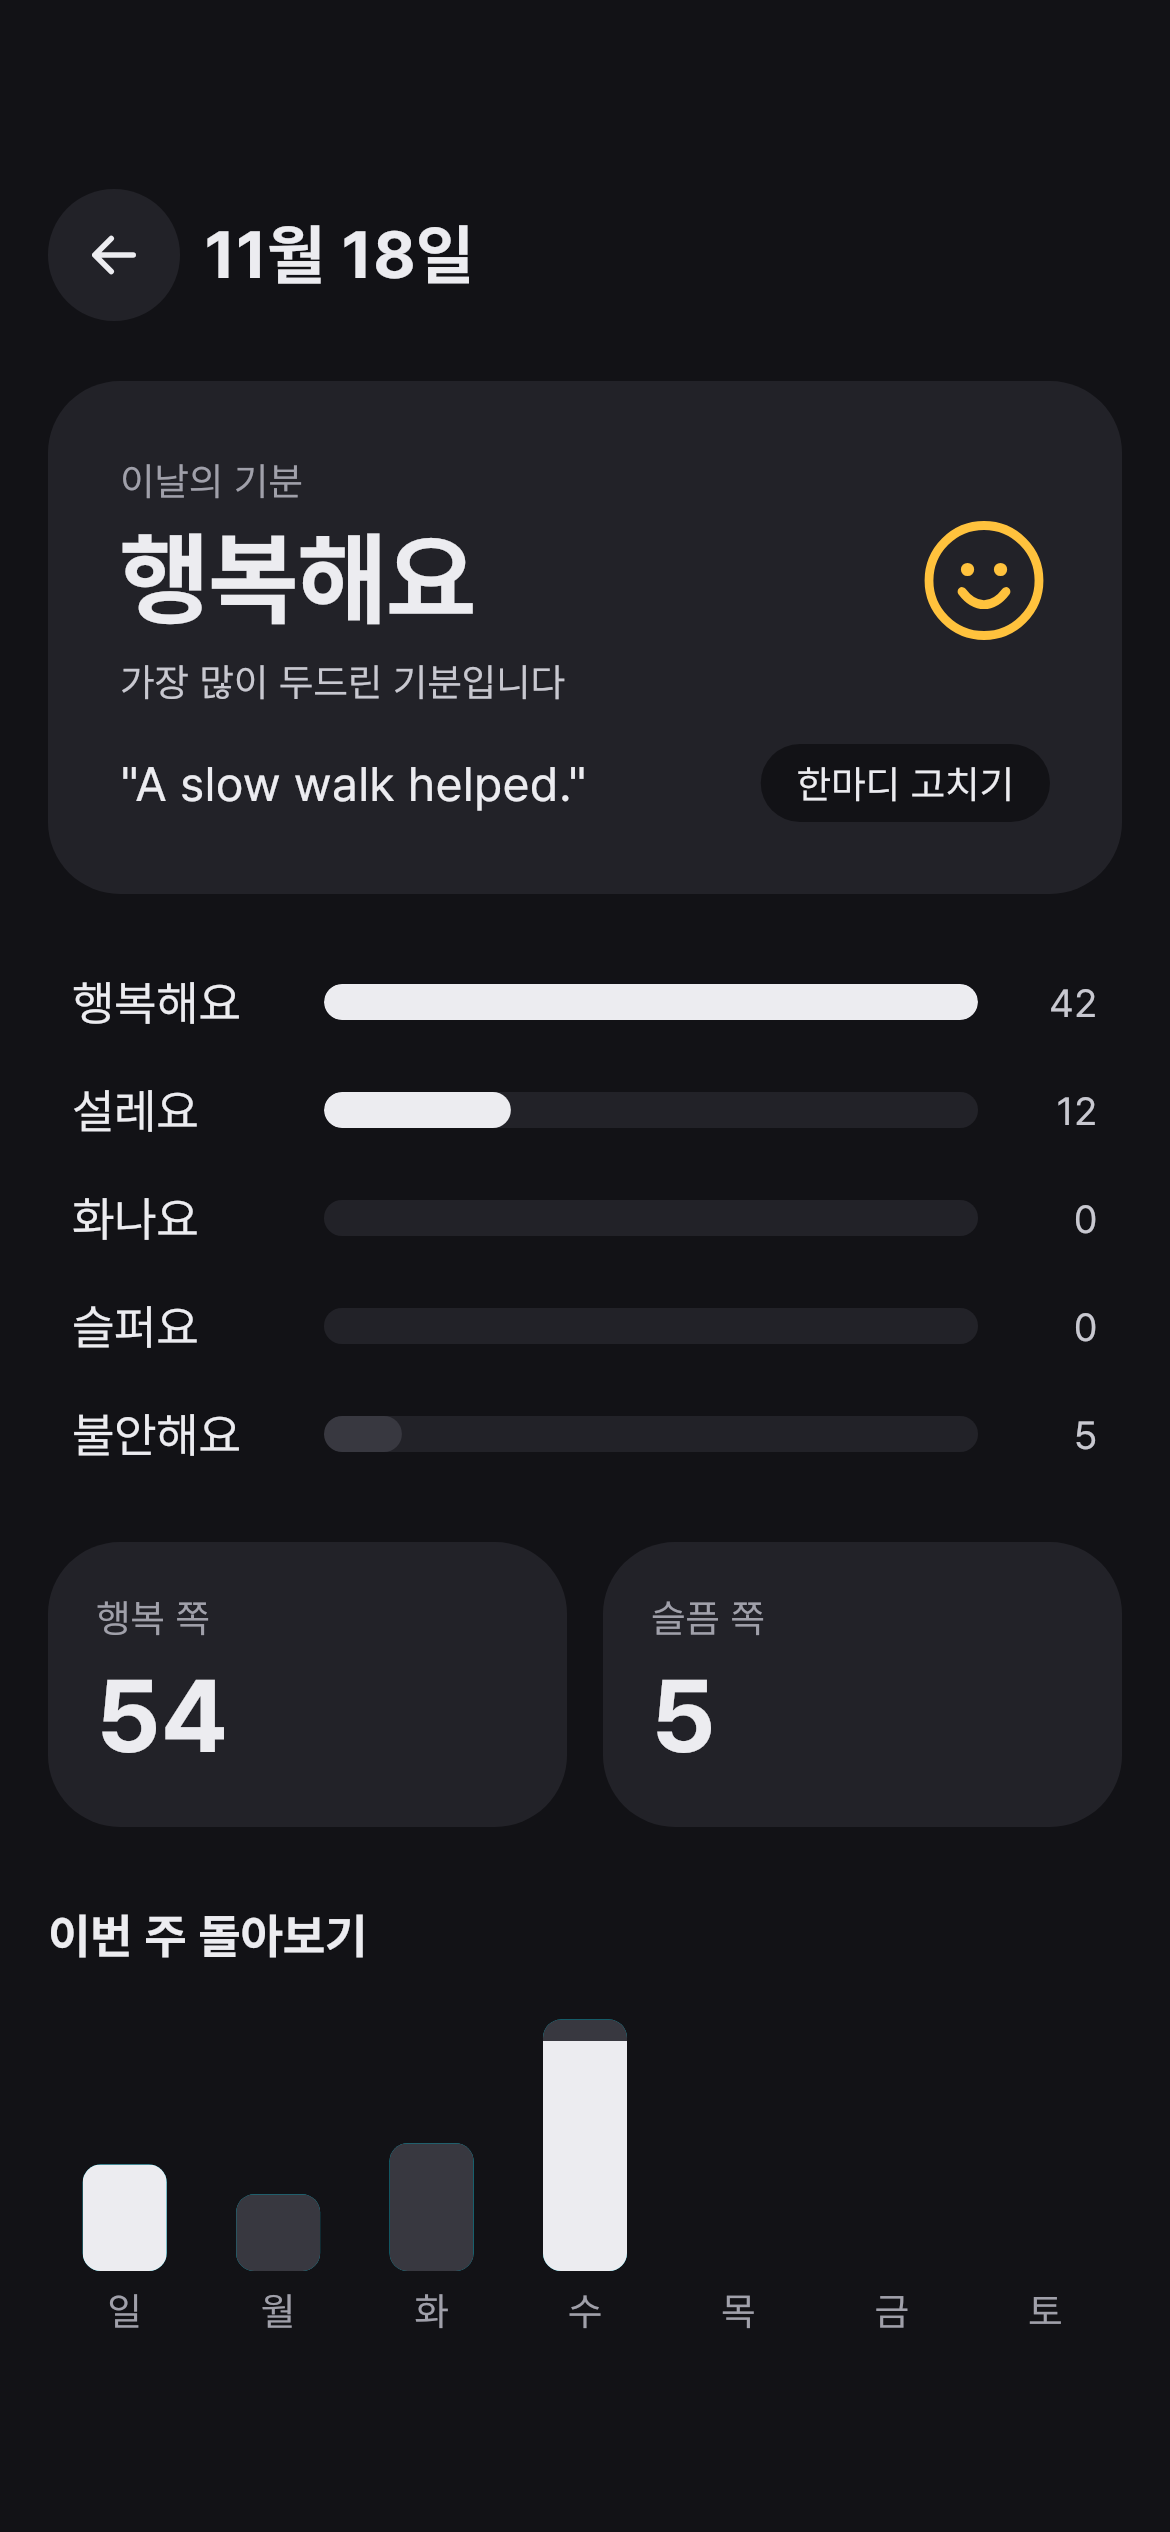 11월 18일
이날의 기분
행복해요
가장 많이 두드린 기분입니다
"A slow walk helped."
한마디 고치기
행복해요 42
설레요 12
화나요 0
슬퍼요 0
불안해요 5
행복 쪽
54
슬픔 쪽
5
이번 주 돌아보기
일 월 화 수 목 금 토